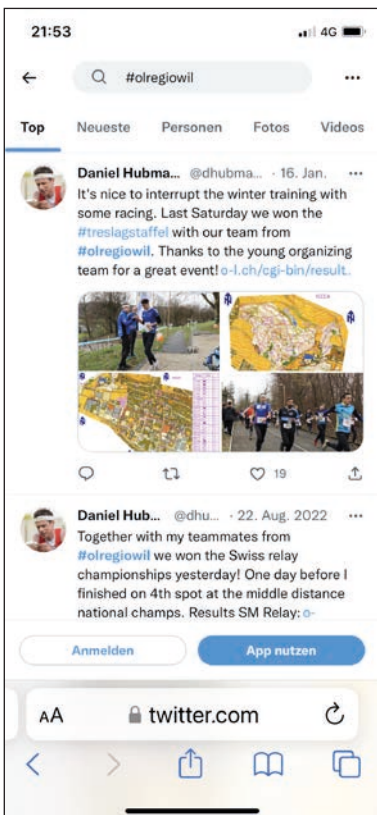 21:53
4G
#olregiowil
...
Top Neueste Personen Fotos Videos
Daniel Hubma... @dhubma... · 16. Jan. ...
It's nice to interrupt the winter training with
some racing. Last Saturday we won the
#treslagstaffel with our team from
#olregiowil. Thanks to the young organizing
team for a great event! o-l.ch/cgi-bin/result..
19
Daniel Hub... @dhu... · 22. Aug. 2022 ...
Together with my teammates from
#olregiowil we won the Swiss relay
championships yesterday! One day before I
finished on 4th spot at the middle distance
national champs. Results SM Relay: o-
Anmelden App nutzen
AA twitter.com